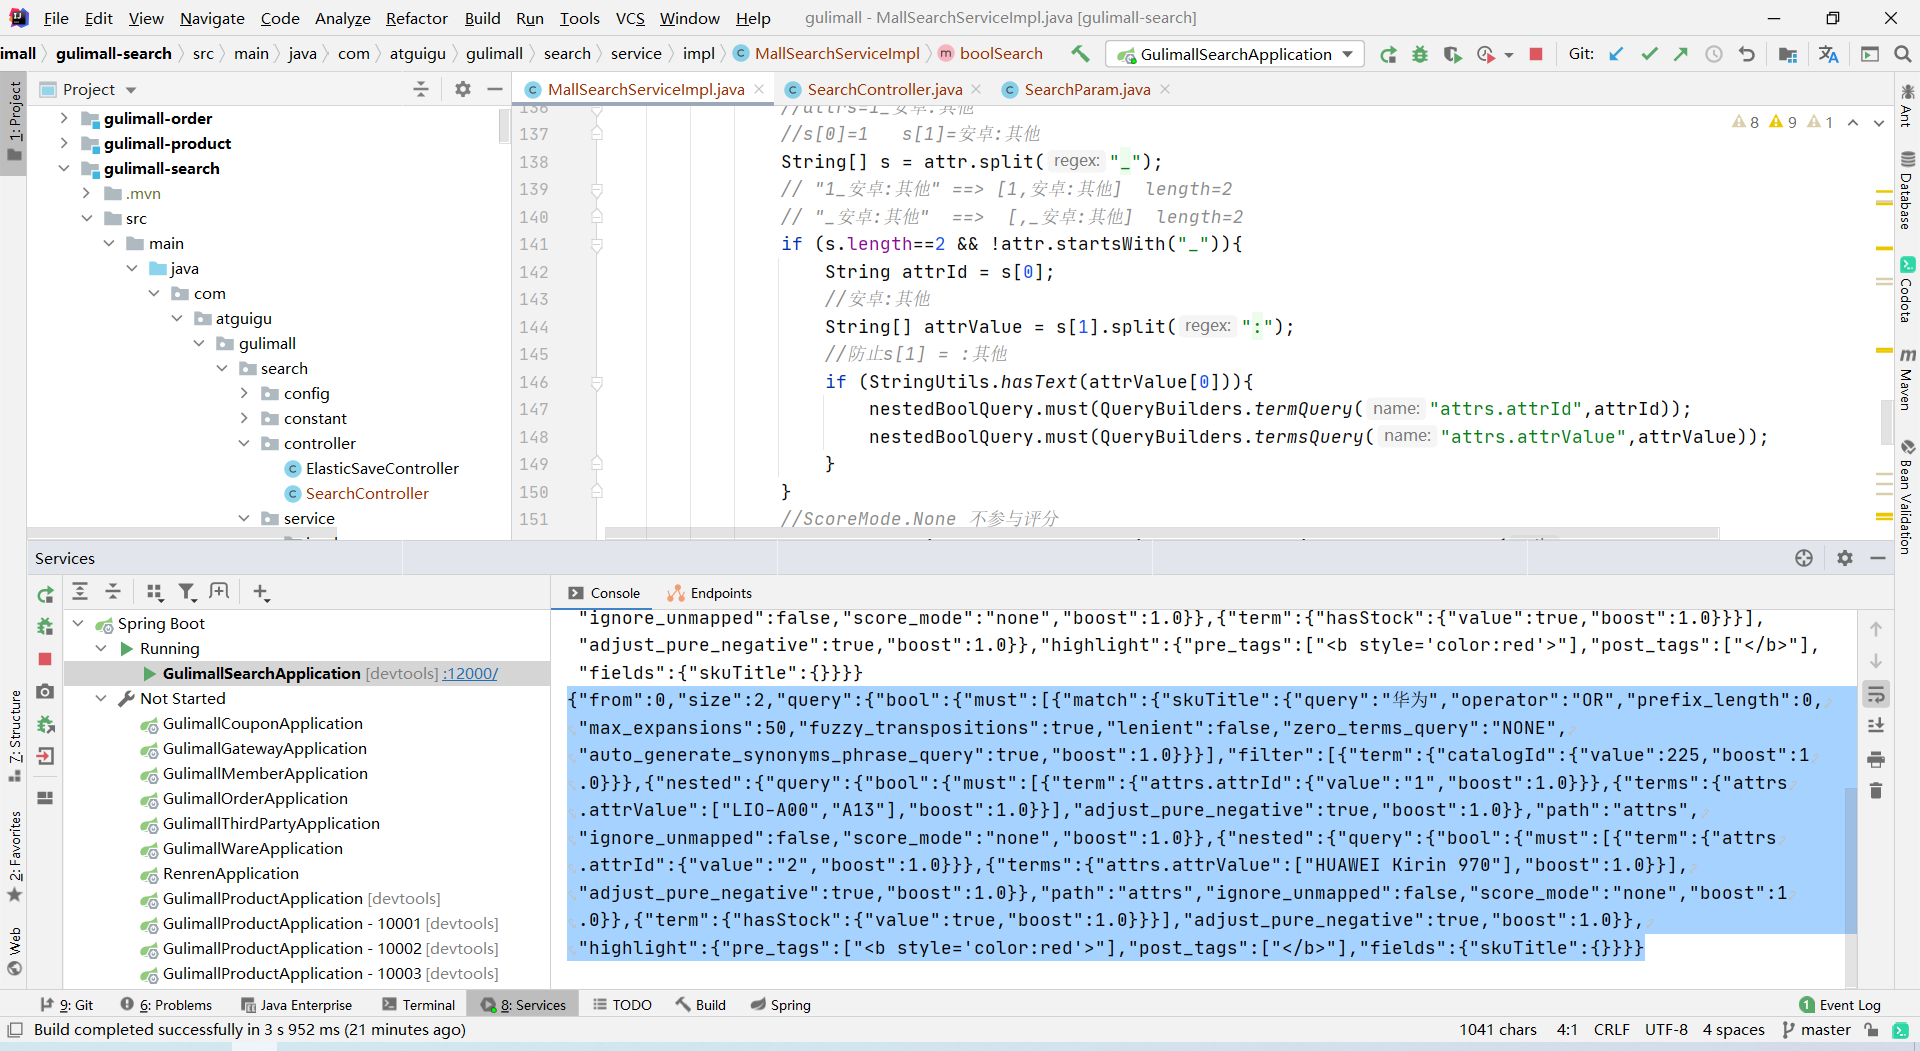 File Edit View Navigate Code Analyze Refactor Build Run Tools VCS Window Help gulimall - MallSearchServiceImpl.java [gulimall-search]
imall gulimall-search src main java com atguigu gulimall search service impl MallSearchServiceImpl boolSearch GulimallSearchApplication Git:
Project
MallSearchServiceImpl.java SearchController.java SearchParam.java
1: Project
7: Structure
2: Favorites
Web
Ant
Database
Codota
Maven
Bean Validation
gulimall-order
gulimall-product
gulimall-search
.mvn
src
main
java
com
atguigu
gulimall
search
config
constant
controller
ElasticSaveController
SearchController
service
8 9 1
136 //attrs=1_安卓:其他
137 //s[0]=1   s[1]=安卓:其他
138 String[] s = attr.split( regex: "_");
139 // "1_安卓:其他" ==> [1,安卓:其他]  length=2
140 // "_安卓:其他"  ==>  [,_安卓:其他]  length=2
141 if (s.length==2 && !attr.startsWith("_")){
142 String attrId = s[0];
143 //安卓:其他
144 String[] attrValue = s[1].split( regex: ":");
145 //防止s[1] = :其他
146 if (StringUtils.hasText(attrValue[0])){
147 nestedBoolQuery.must(QueryBuilders.termQuery( name: "attrs.attrId",attrId));
148 nestedBoolQuery.must(QueryBuilders.termsQuery( name: "attrs.attrValue",attrValue));
149 }
150 }
151 //ScoreMode.None 不参与评分
Services
Console Endpoints
Spring Boot
Running
GulimallSearchApplication [devtools] :12000/
Not Started
GulimallCouponApplication
GulimallGatewayApplication
GulimallMemberApplication
GulimallOrderApplication
GulimallThirdPartyApplication
GulimallWareApplication
RenrenApplication
GulimallProductApplication [devtools]
GulimallProductApplication - 10001 [devtools]
GulimallProductApplication - 10002 [devtools]
GulimallProductApplication - 10003 [devtools]
"ignore_unmapped":false,"score_mode":"none","boost":1.0}},{"term":{"hasStock":{"value":true,"boost":1.0}}}],
"adjust_pure_negative":true,"boost":1.0}},"highlight":{"pre_tags":["<b style='color:red'>"],"post_tags":["</b>"],
"fields":{"skuTitle":{}}}}
{"from":0,"size":2,"query":{"bool":{"must":[{"match":{"skuTitle":{"query":"华为","operator":"OR","prefix_length":0,
"max_expansions":50,"fuzzy_transpositions":true,"lenient":false,"zero_terms_query":"NONE",
"auto_generate_synonyms_phrase_query":true,"boost":1.0}}}],"filter":[{"term":{"catalogId":{"value":225,"boost":1
.0}}},{"nested":{"query":{"bool":{"must":[{"term":{"attrs.attrId":{"value":"1","boost":1.0}}},{"terms":{"attrs
.attrValue":["LIO-A00","A13"],"boost":1.0}}],"adjust_pure_negative":true,"boost":1.0}},"path":"attrs",
"ignore_unmapped":false,"score_mode":"none","boost":1.0}},{"nested":{"query":{"bool":{"must":[{"term":{"attrs
.attrId":{"value":"2","boost":1.0}}},{"terms":{"attrs.attrValue":["HUAWEI Kirin 970"],"boost":1.0}}],
"adjust_pure_negative":true,"boost":1.0}},"path":"attrs","ignore_unmapped":false,"score_mode":"none","boost":1
.0}},{"term":{"hasStock":{"value":true,"boost":1.0}}}],"adjust_pure_negative":true,"boost":1.0}},
"highlight":{"pre_tags":["<b style='color:red'>"],"post_tags":["</b>"],"fields":{"skuTitle":{}}}}
9: Git 6: Problems Java Enterprise Terminal 8: Services TODO Build Spring 1 Event Log
Build completed successfully in 3 s 952 ms (21 minutes ago) 1041 chars 4:1 CRLF UTF-8 4 spaces master